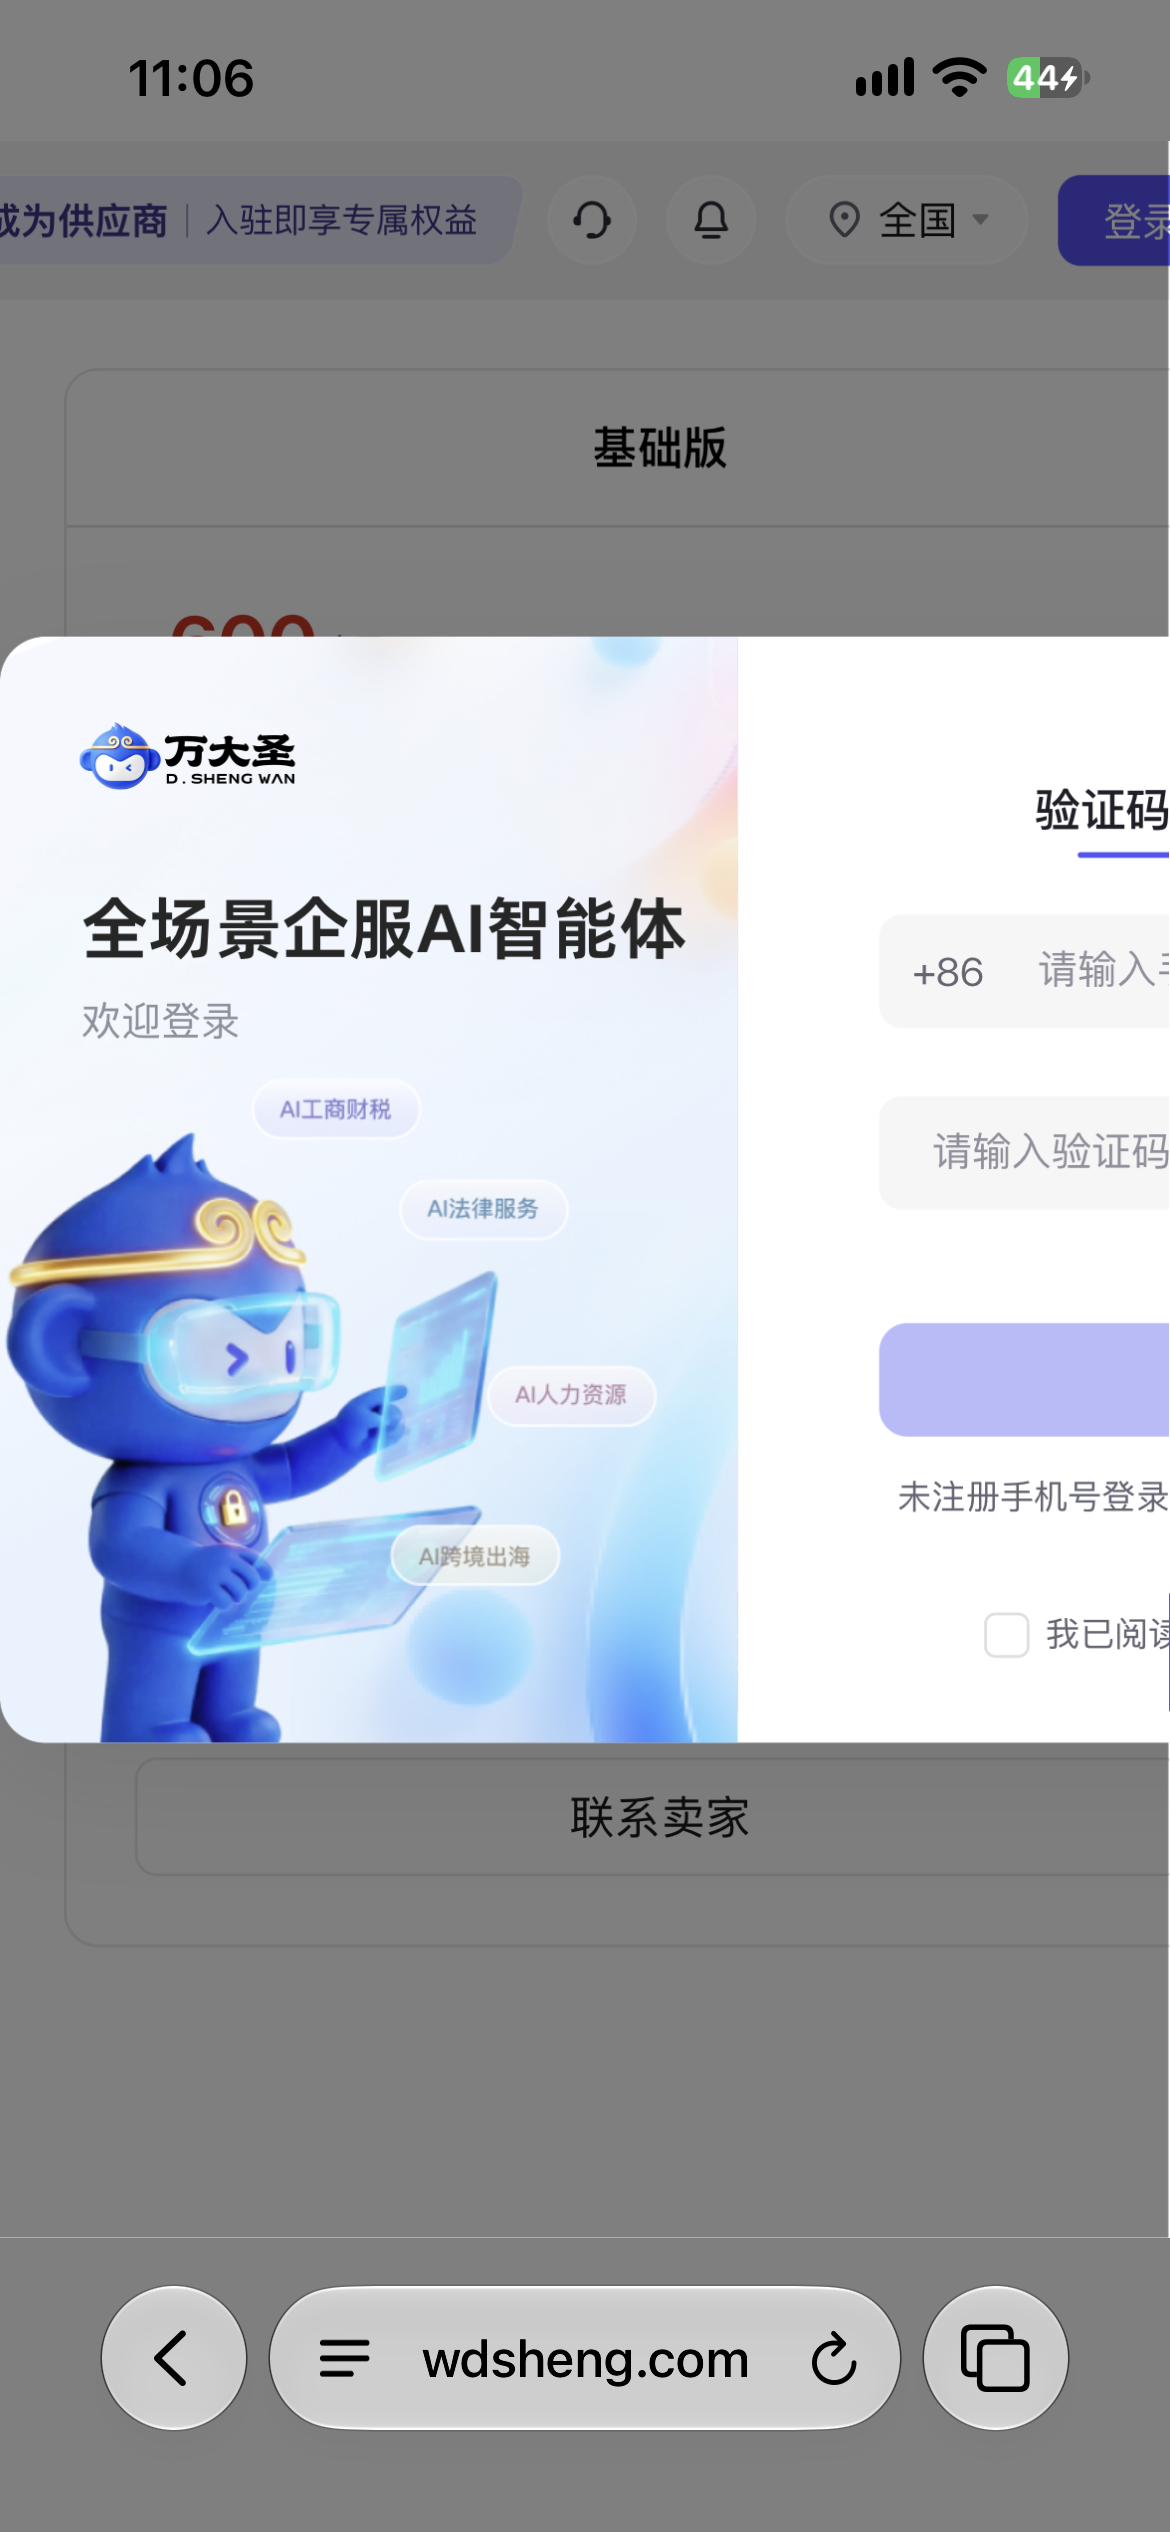 11:06
44
成为供应商 | 入驻即享专属权益
全国
登录
基础版
600
万大圣
D.SHENG WAN
全场景企服AI智能体
欢迎登录
AI工商财税
AI法律服务
AI人力资源
AI跨境出海
验证码
+86 请输入手
请输入验证码
未注册手机号登录
我已阅读
联系卖家
wdsheng.com